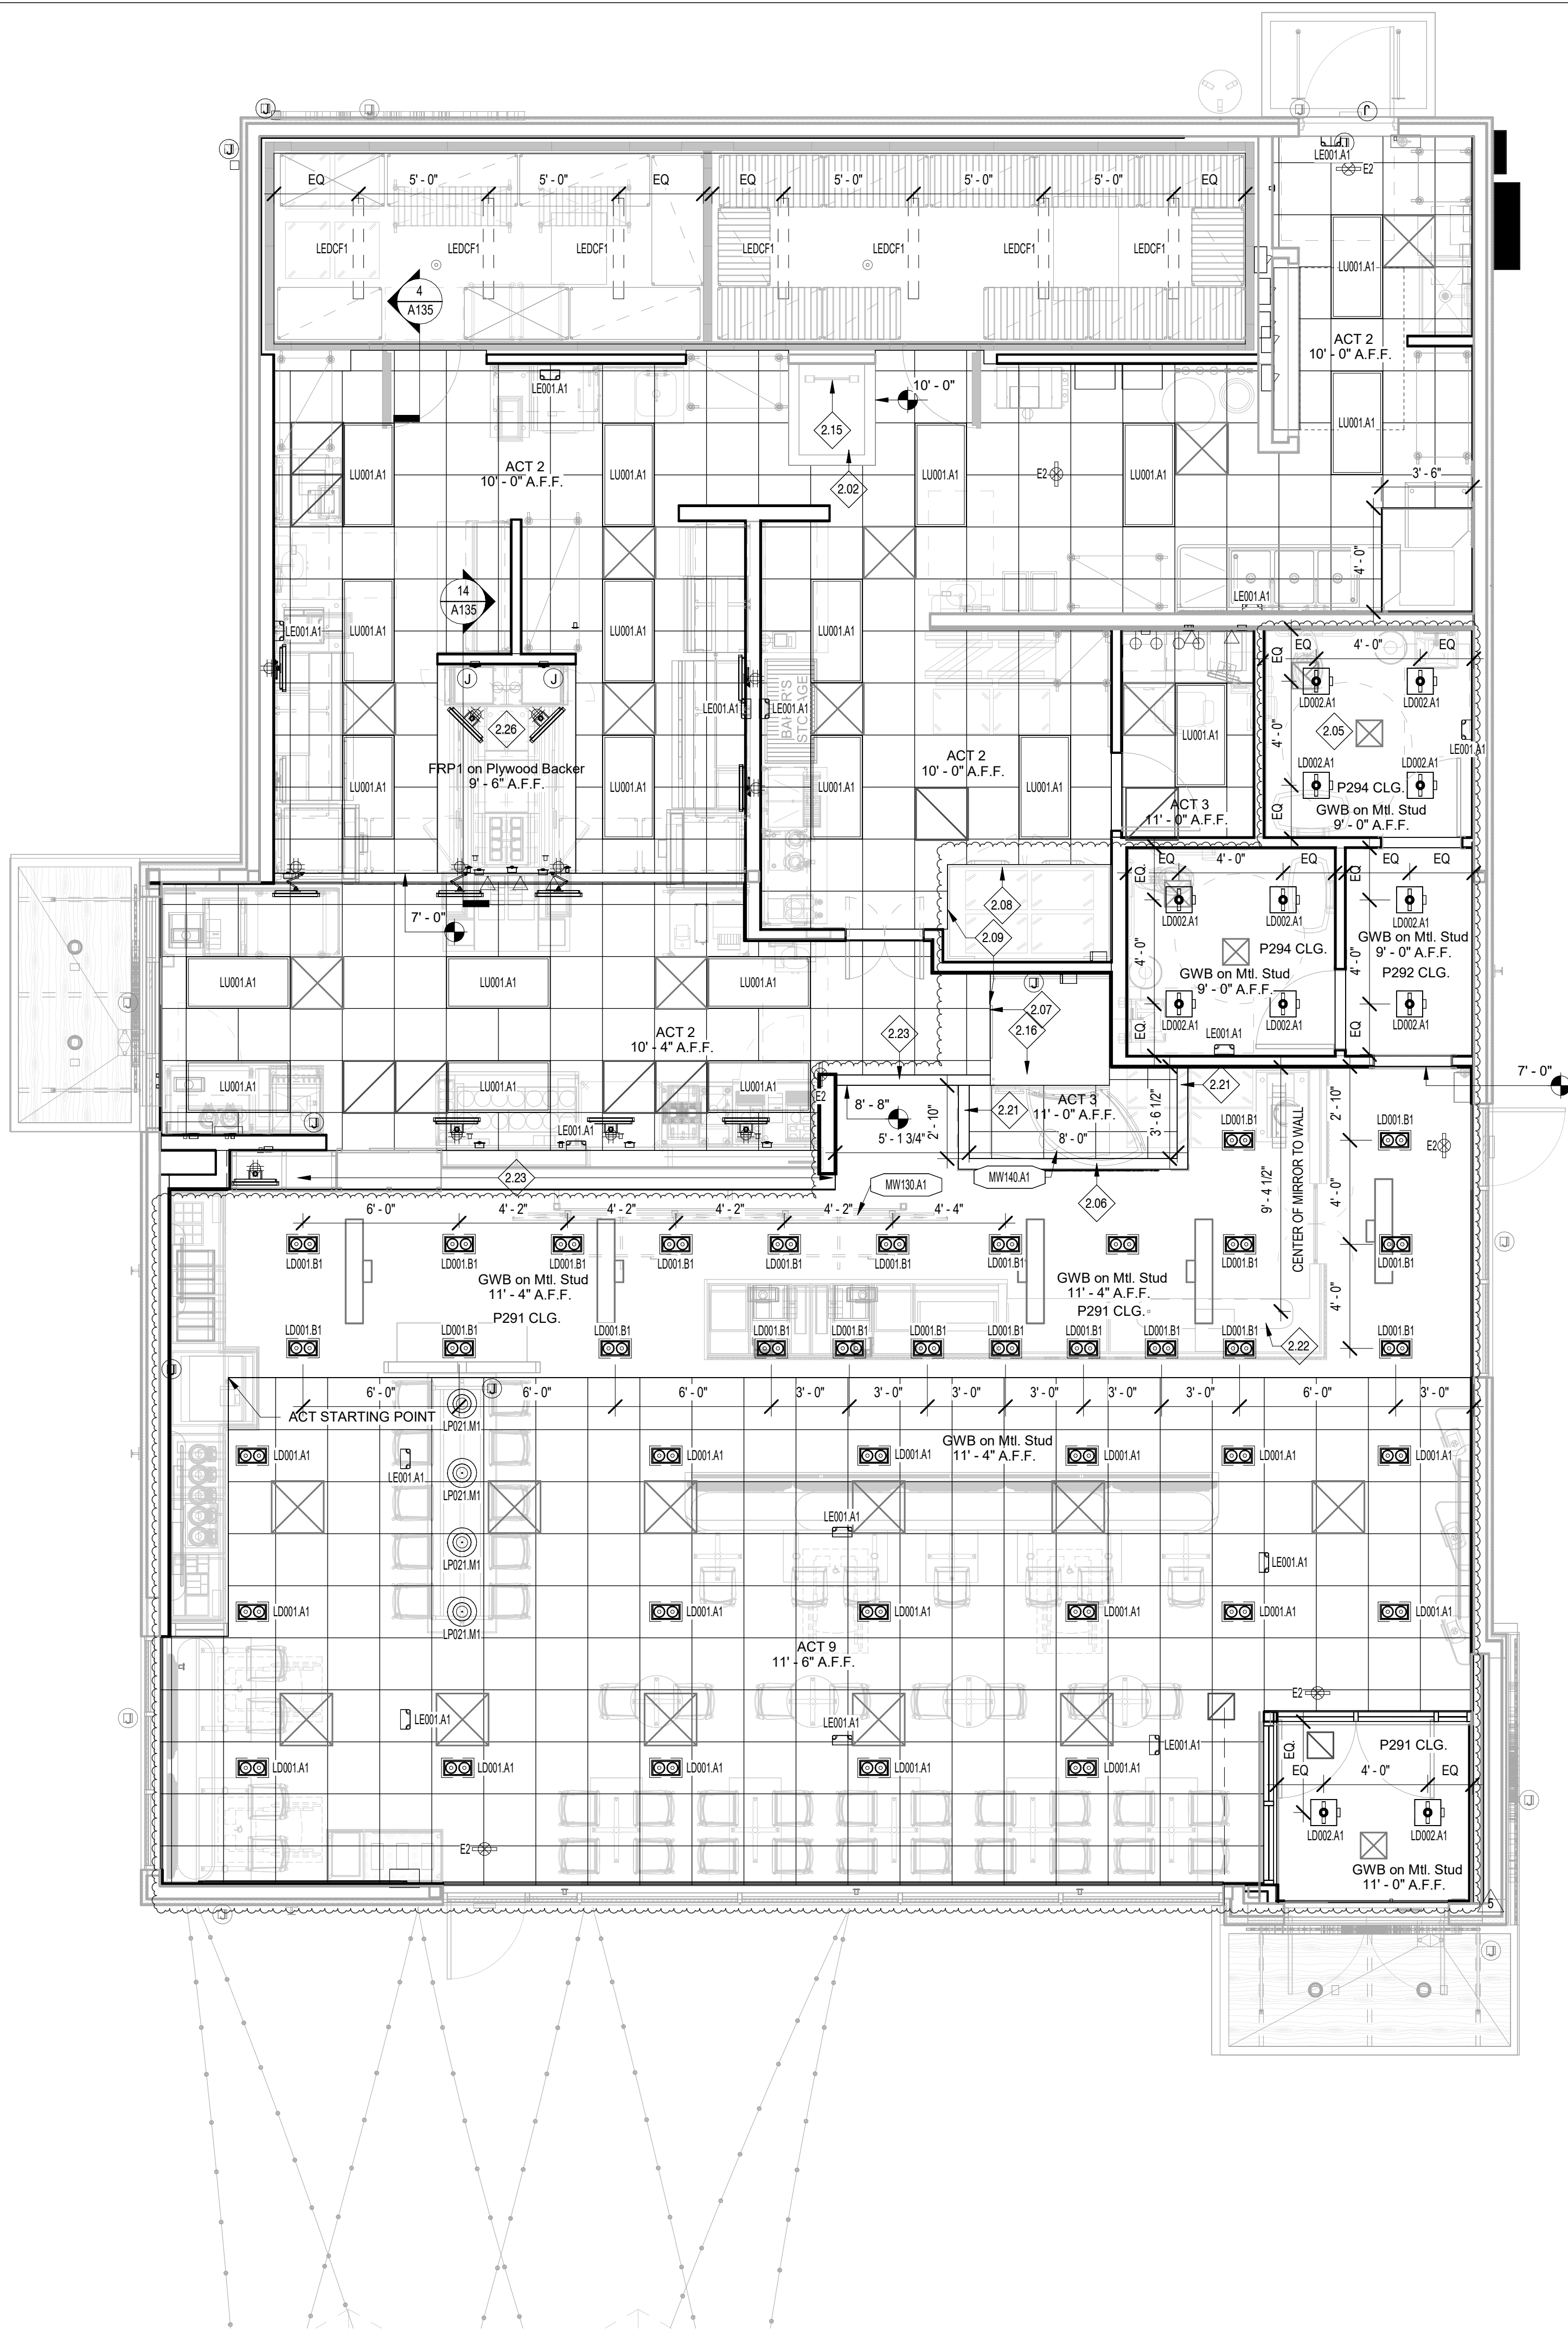 J
J
J
J
J
J
LE001.A1
E2
EQ
5' - 0"
5' - 0"
EQ
EQ
5' - 0"
5' - 0"
5' - 0"
EQ
LEDCF1
LEDCF1
LEDCF1
LEDCF1
LEDCF1
LEDCF1
LEDCF1
LU001.A1
4
A135
ACT 2
10' - 0" A.F.F.
LE001.A1
10' - 0"
2.15
LU001.A1
ACT 2
10' - 0" A.F.F.
LU001.A1
LU001.A1
LU001.A1
E2
LU001.A1
3' - 6"
2.02
4' - 0"
14
A135
LE001.A1
LE001.A1
LU001.A1
LU001.A1
LU001.A1
EQ
4' - 0"
EQ
EQ
J
J
LE001.A1
LE001.A1
BAKER'S
STORAGE
LD002.A1
LD002.A1
2.26
LU001.A1
2.05
4' - 0"
LE001.A1
FRP1 on Plywood Backer
9' - 6" A.F.F.
ACT 2
10' - 0" A.F.F.
LD002.A1
LD002.A1
LU001.A1
LU001.A1
LU001.A1
LU001.A1
P294 CLG.
ACT 3
11' - 0" A.F.F.
GWB on Mtl. Stud
9' - 0" A.F.F.
EQ
EQ
4' - 0"
EQ
EQ
EQ
EQ.
EQ
7' - 0"
2.08
2.09
LD002.A1
LD002.A1
LD002.A1
4' - 0"
P294 CLG.
GWB on Mtl. Stud
9' - 0" A.F.F.
GWB on Mtl. Stud
9' - 0" A.F.F.
P292 CLG.
4' - 0"
LU001.A1
LU001.A1
LU001.A1
J
J
2.07
2.16
2.23
LD002.A1
LD002.A1
LD002.A1
EQ.
LE001.A1
EQ
ACT 2
10' - 4" A.F.F.
LU001.A1
LU001.A1
LU001.A1
E2
8' - 8"
5' - 1 3/4"
2' - 10"
2.21
ACT 3
11' - 0" A.F.F.
8' - 0"
3' - 6 1/2"
2.21
7' - 0"
2' - 10"
LD001.B1
LD001.B1
E2
J
LE001.A1
2.23
MW130.A1
MW140.A1
2.06
9' - 4 1/2"
CENTER OF MIRROR TO WALL
4' - 0"
6' - 0"
4' - 2"
4' - 2"
4' - 2"
4' - 2"
4' - 4"
J
LD001.B1
LD001.B1
LD001.B1
LD001.B1
LD001.B1
LD001.B1
LD001.B1
LD001.B1
LD001.B1
LD001.B1
GWB on Mtl. Stud
11' - 4" A.F.F.
P291 CLG.
GWB on Mtl. Stud
11' - 4" A.F.F.
P291 CLG.
4' - 0"
LD001.B1
LD001.B1
LD001.B1
LD001.B1
LD001.B1
LD001.B1
LD001.B1
LD001.B1
LD001.B1
LD001.B1
LD001.B1
2.22
J
6' - 0"
J
6' - 0"
6' - 0"
3' - 0"
3' - 0"
3' - 0"
3' - 0"
3' - 0"
3' - 0"
6' - 0"
3' - 0"
ACT STARTING POINT
LP021.M1
GWB on Mtl. Stud
11' - 4" A.F.F.
LD001.A1
LE001.A1
LD001.A1
LD001.A1
LD001.A1
LD001.A1
LD001.A1
LP021.M1
LE001.A1
LP021.M1
LE001.A1
LD001.A1
LP021.M1
LD001.A1
LD001.A1
LD001.A1
LD001.A1
LD001.A1
ACT 9
11' - 6" A.F.F.
E2
J
LE001.A1
LE001.A1
LE001.A1
LD001.A1
LD001.A1
LD001.A1
LD001.A1
LD001.A1
EQ.
P291 CLG.
EQ
4' - 0"
EQ
J
LD002.A1
LD002.A1
E2
GWB on Mtl. Stud
11' - 0" A.F.F.
5
J
J